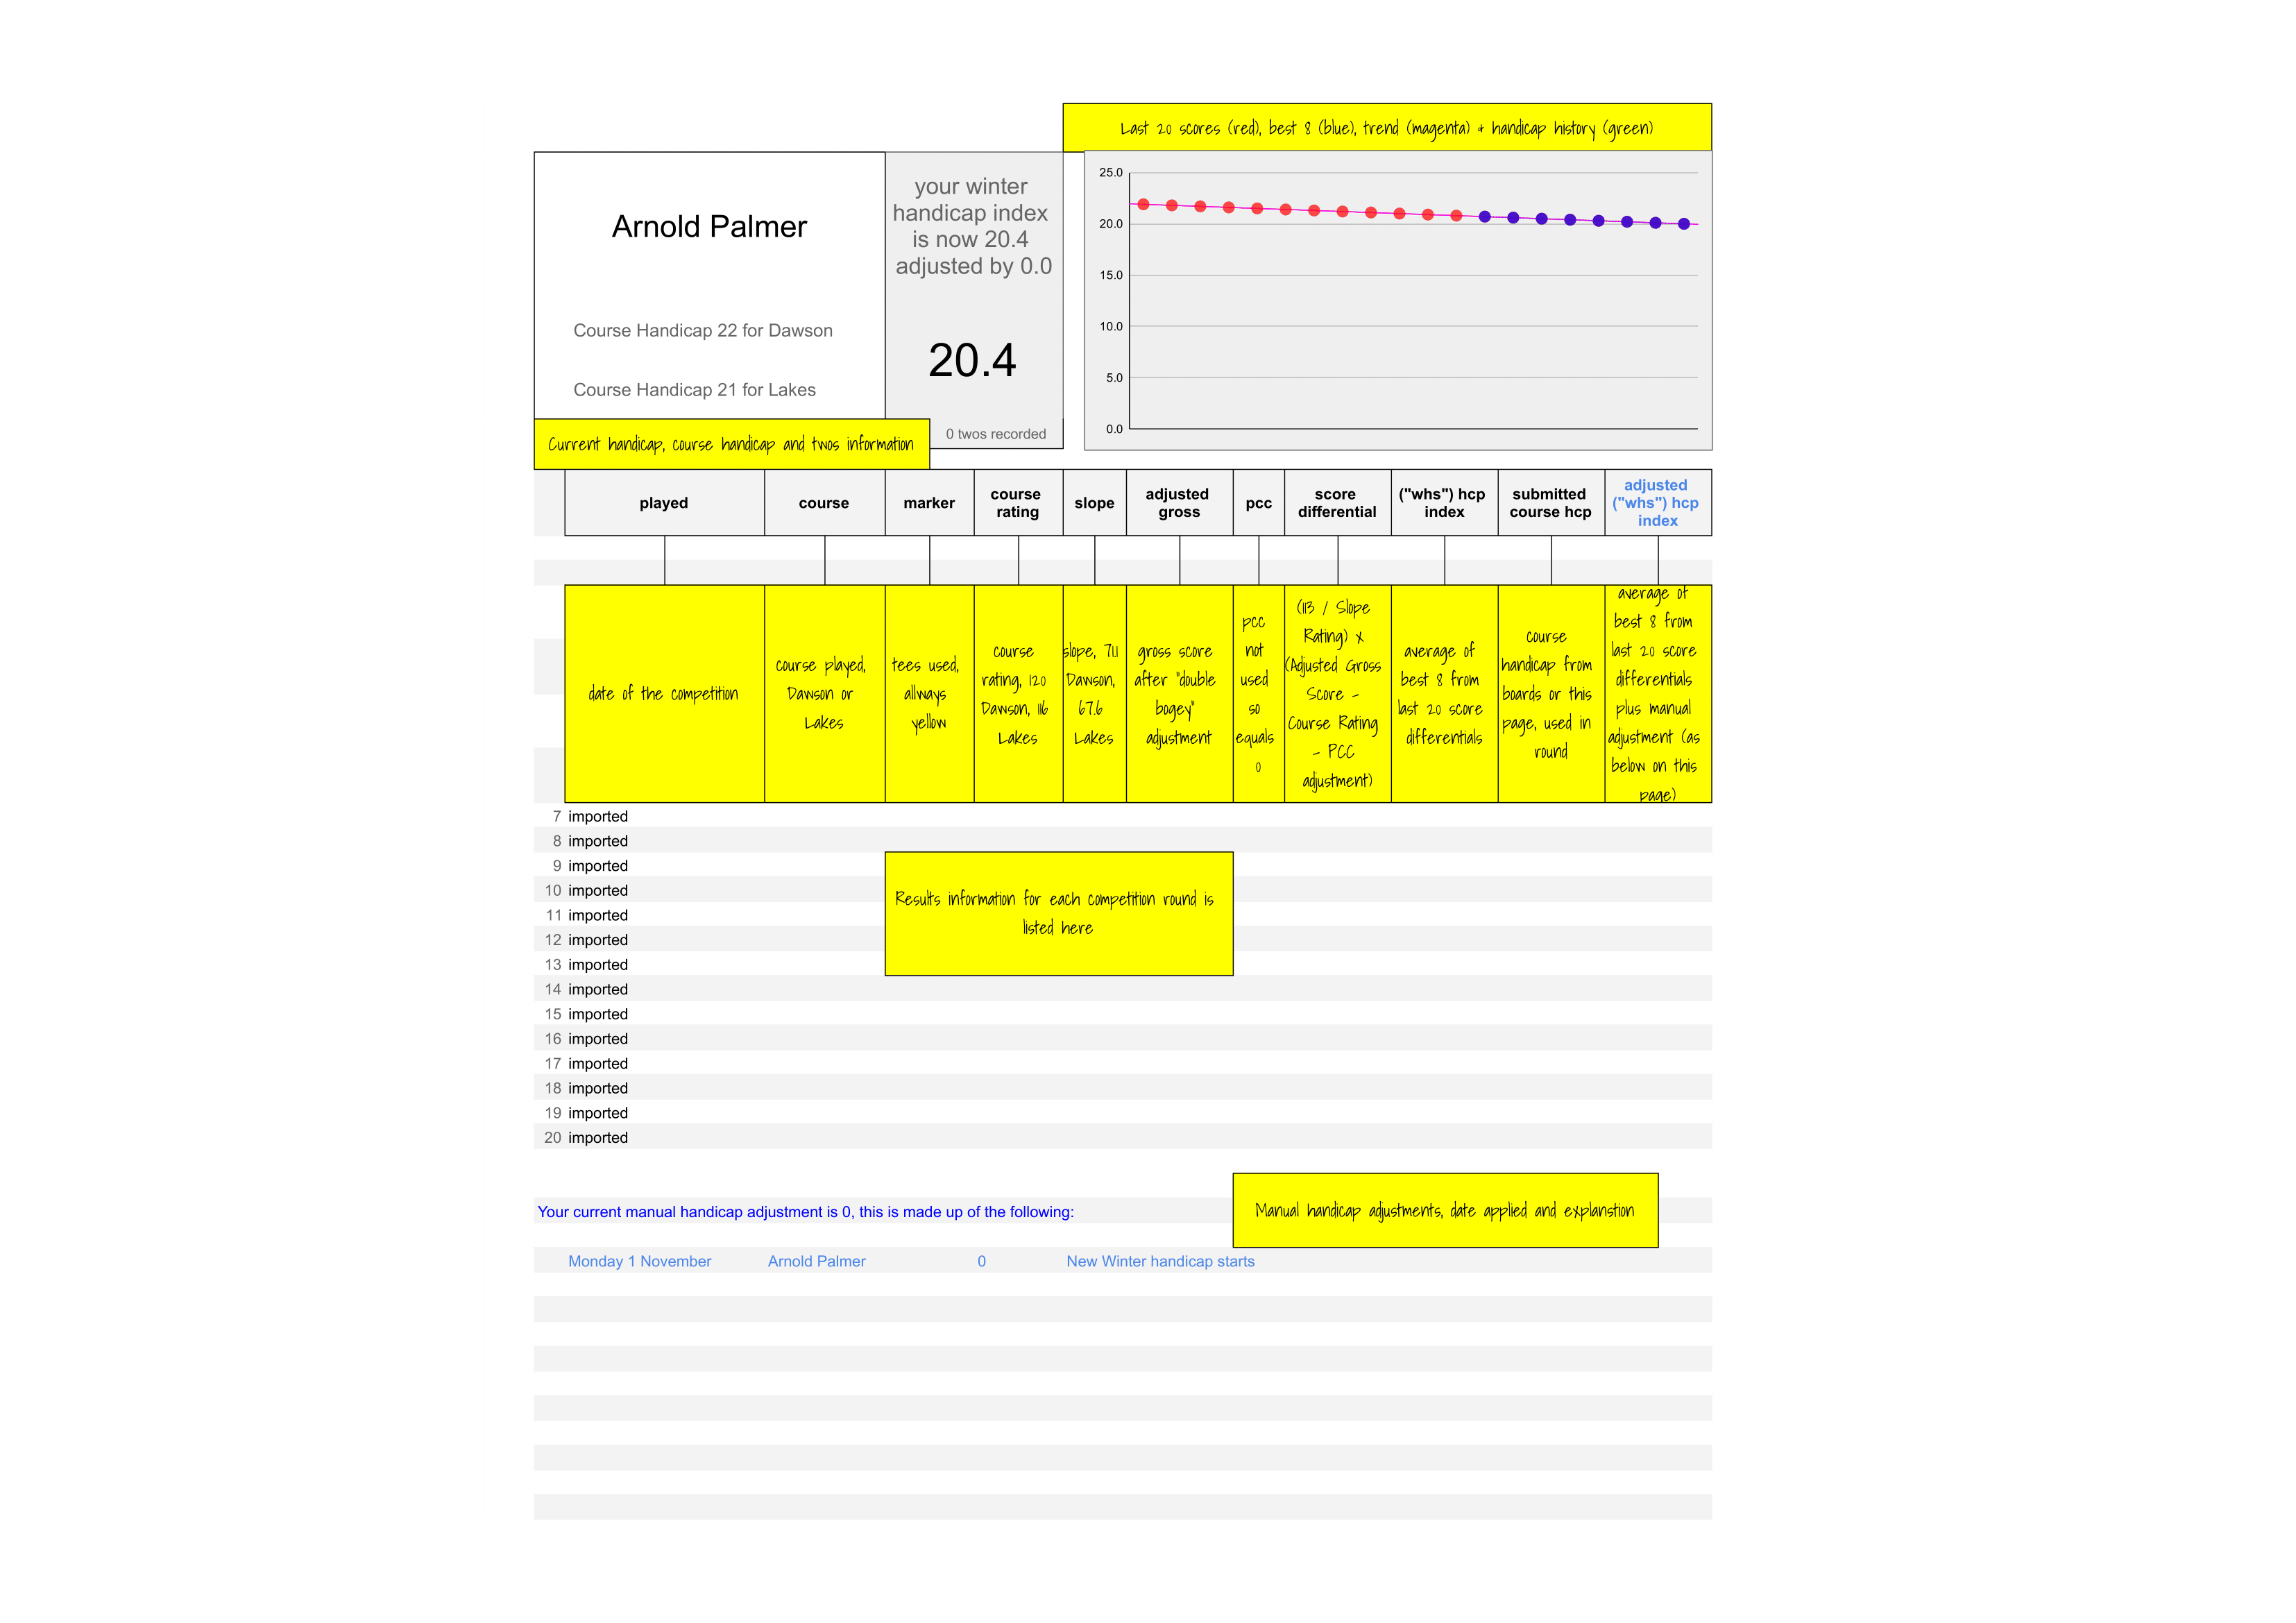 Last 20 scores (red), best 8 (blue), trend (magenta) & handicap history (green)
Arnold Palmer
Course Handicap 22 for Dawson
Course Handicap 21 for Lakes
your winter
handicap index
is now 20.4
adjusted by 0.0
20.4
0 twos recorded
25.0
20.0
15.0
10.0
5.0
0.0
Current handicap, course handicap and twos information
played
course
marker
course
rating
slope
adjusted
gross
pcc
score
differential
("whs") hcp
index
submitted
course hcp
adjusted
("whs") hcp
index
date of the competition
course played,
Dawson or
Lakes
tees used,
allways
yellow
course
rating, 120
Dawson, 116
Lakes
slope, 71.1
Dawson,
67.6
Lakes
gross score
after "double
bogey"
adjustment
pcc
not
used
so
equals
0
(113 / Slope
Rating) x
(Adjusted Gross
Score -
Course Rating
- PCC
adjustment)
average of
best 8 from
last 20 score
differentials
course
handicap from
boards or this
page, used in
round
average of
best 8 from
last 20 score
differentials
plus manual
adjustment (as
below on this
page)
7 imported
8 imported
9 imported
10 imported
11 imported
12 imported
13 imported
14 imported
15 imported
16 imported
17 imported
18 imported
19 imported
20 imported
Results information for each competition round is
listed here
Your current manual handicap adjustment is 0, this is made up of the following:
Manual handicap adjustments, date applied and explanstion
Monday 1 November Arnold Palmer 0 New Winter handicap starts